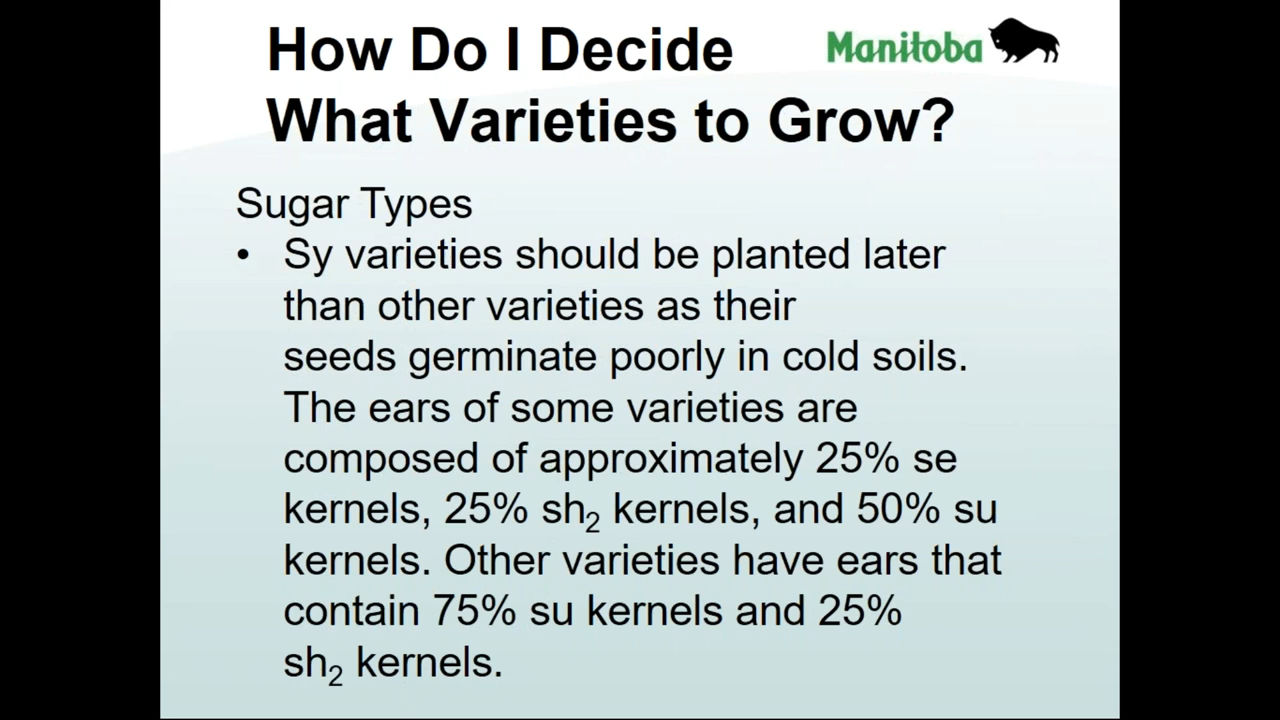 How Do I Decide
What Varieties to Grow?
Manitoba
Sugar Types
• Sy varieties should be planted later
than other varieties as their
seeds germinate poorly in cold soils.
The ears of some varieties are
composed of approximately 25% se
kernels, 25% sh₂ kernels, and 50% su
kernels. Other varieties have ears that
contain 75% su kernels and 25%
sh₂ kernels.